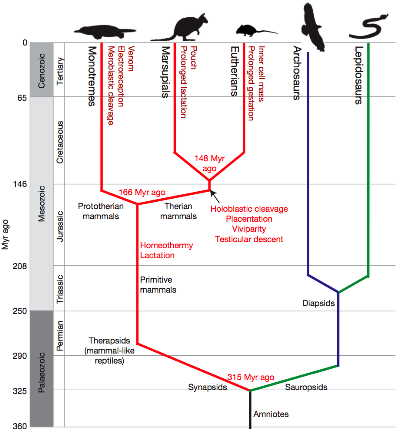 Myr ago
0
65
146
208
250
290
325
360
Cenozoic
Mesozoic
Palaeozoic
Tertiary
Cretaceous
Jurassic
Triassic
Permian
Monotremes
Meroblastic cleavage
Electroreception
Venom
Marsupials
Prolonged lactation
Pouch
Eutherians
Prolonged gestation
Inner cell mass
Archosaurs
Lepidosaurs
148 Myr
ago
166 Myr ago
Prototherian
mammals
Therian
mammals
Holoblastic cleavage
Placentation
Viviparity
Testicular descent
Homeothermy
Lactation
Primitive
mammals
Diapsids
Therapsids
(mammal-like
reptiles)
315 Myr ago
Synapsids
Sauropsids
Amniotes